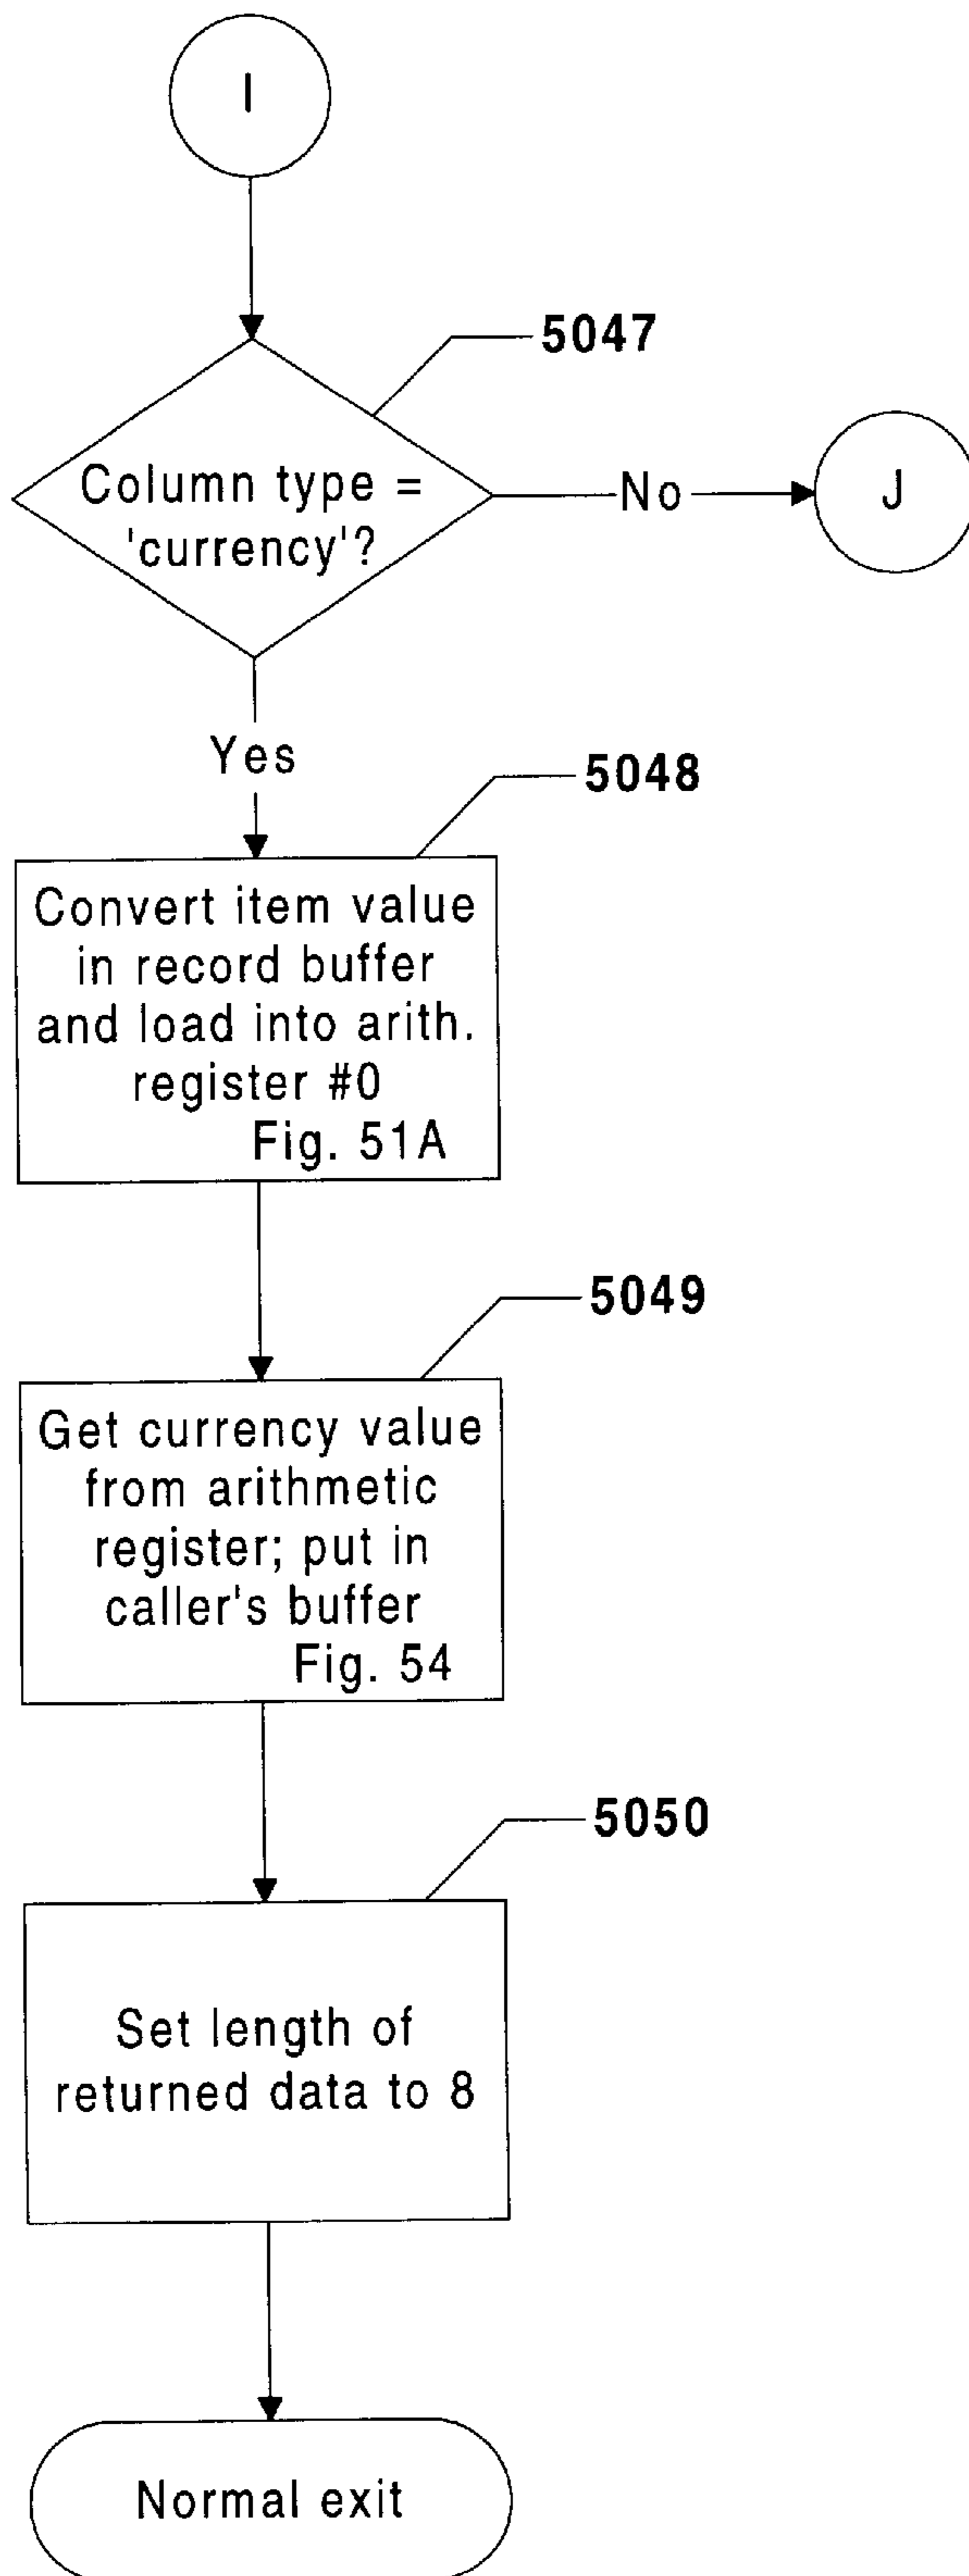 I
5047
Column type =
'currency'?
No
J
Yes
5048
Convert item value
in record buffer
and load into arith.
register #0
Fig. 51A
5049
Get currency value
from arithmetic
register; put in
caller's buffer
Fig. 54
5050
Set length of
returned data to 8
Normal exit